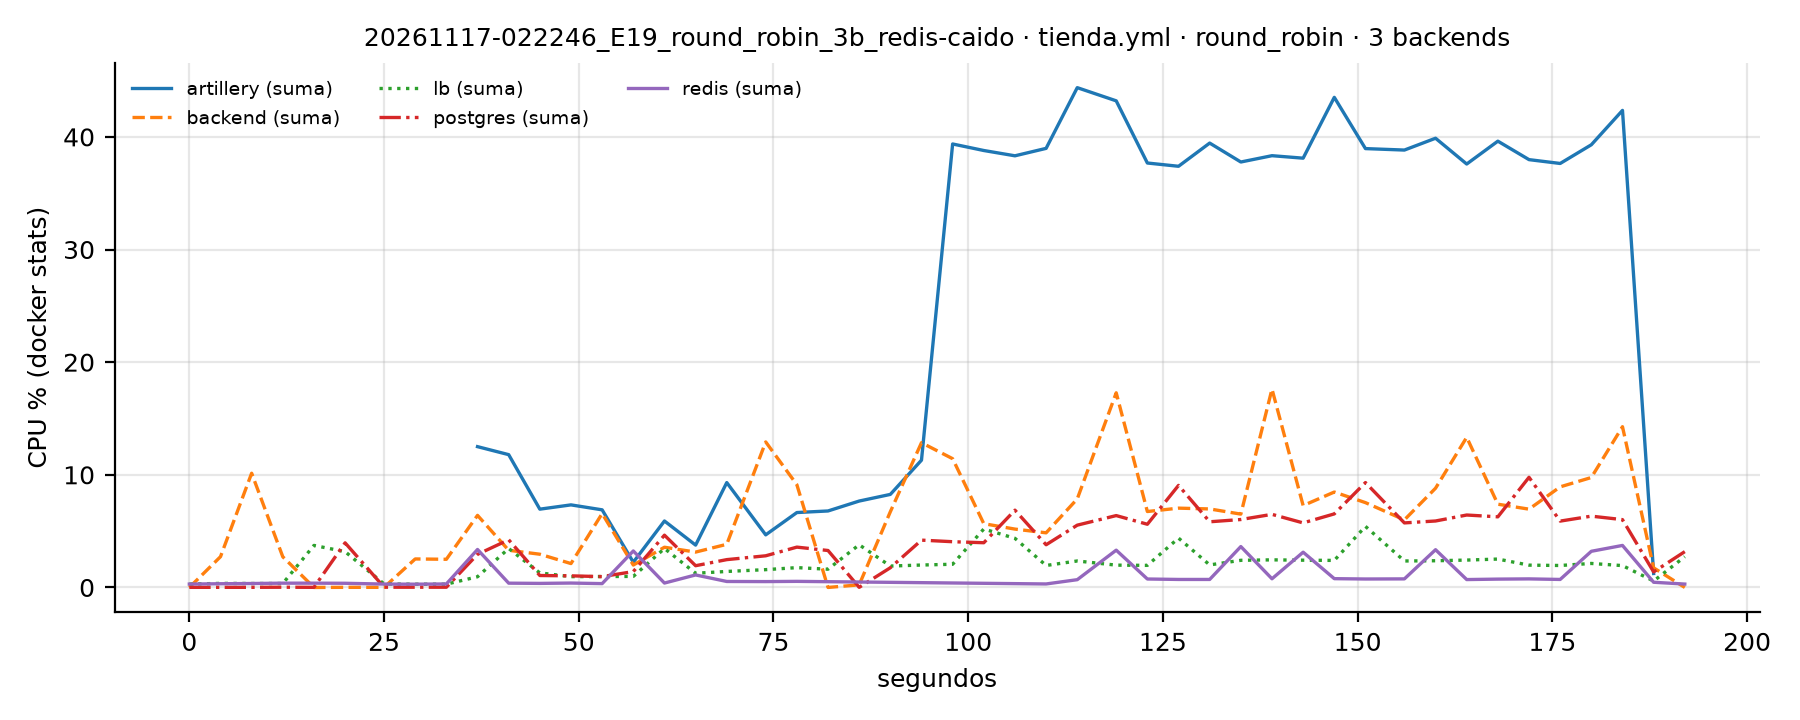 20261117-022246_E19_round_robin_3b_redis-caido · tienda.yml · round_robin · 3 backends
artillery (suma)
backend (suma)
lb (suma)
postgres (suma)
redis (suma)
CPU % (docker stats)
40
30
20
10
0
0 25 50 75 100 125 150 175 200
segundos